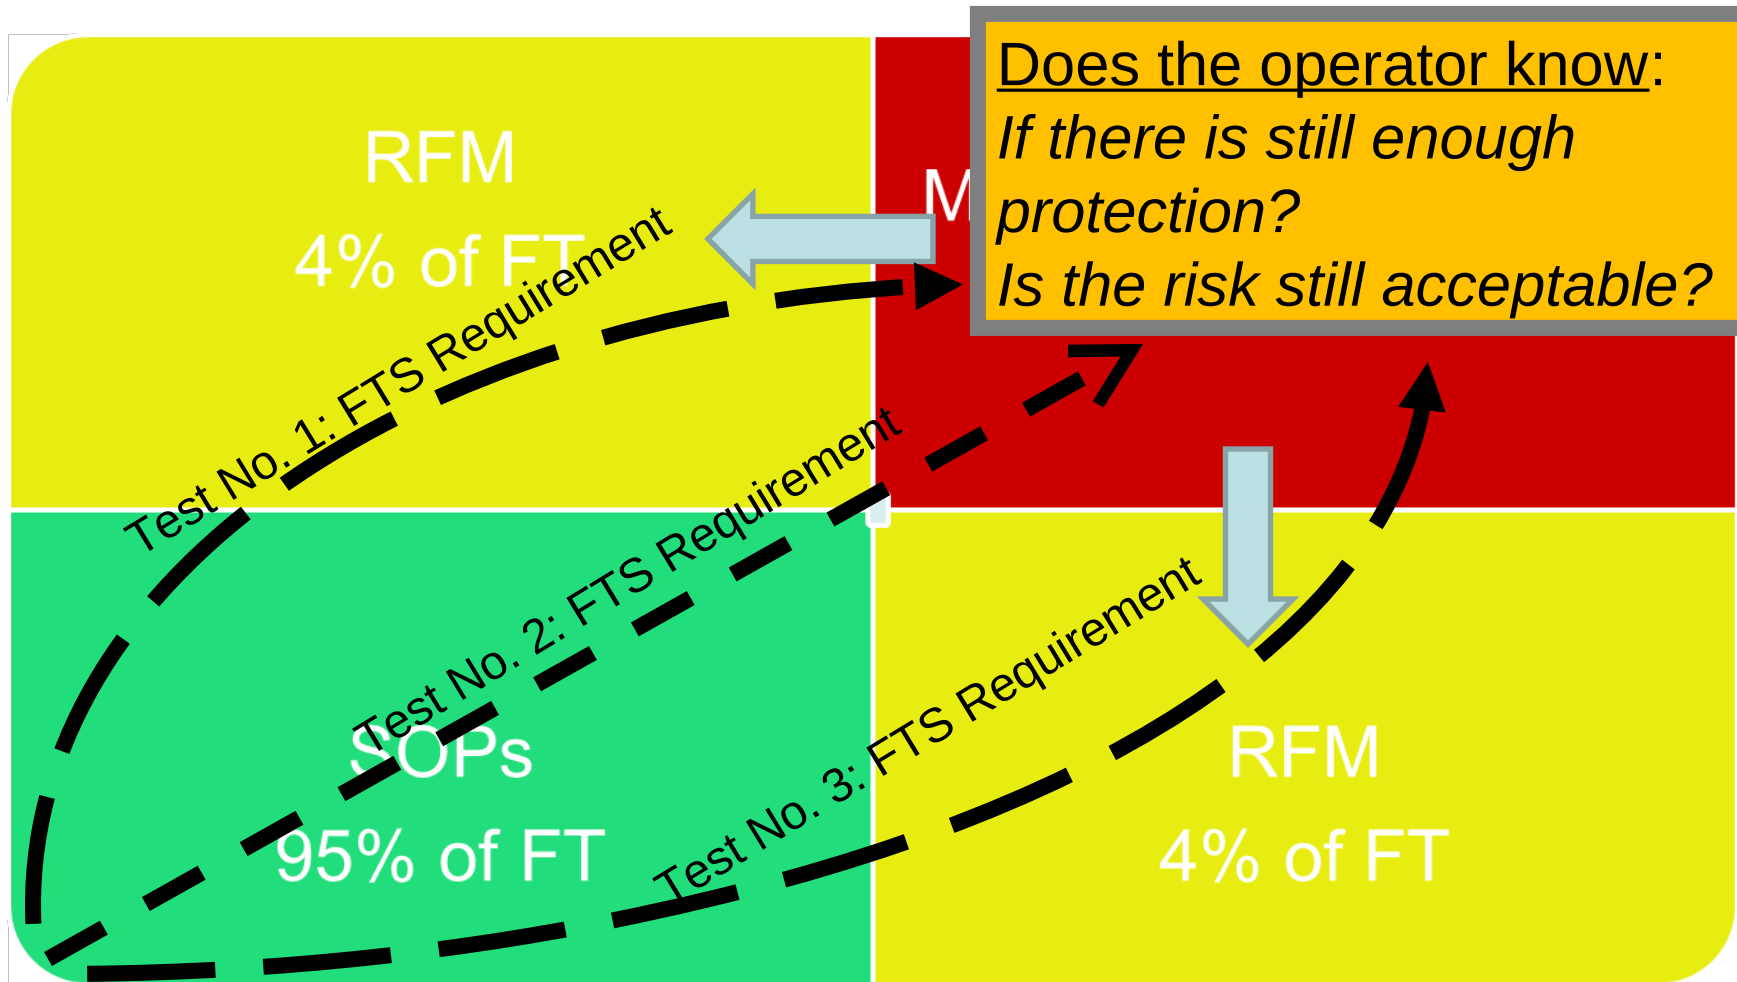 RFM
4% of FT
M
Does the operator know:
If there is still enough
protection?
Is the risk still acceptable?
Test No. 1: FTS Requirement
Test No. 2: FTS Requirement
Test No. 3: FTS Requirement
SOPs
95% of FT
RFM
4% of FT